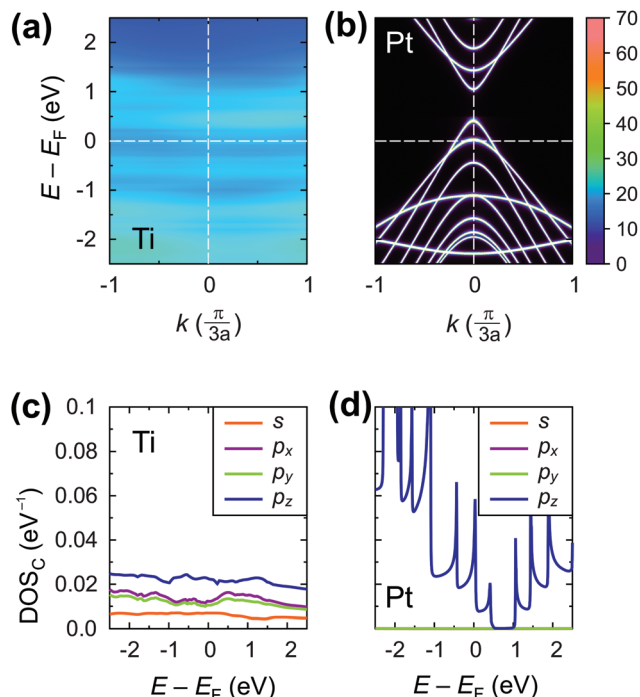 (a)
(b)
2
1
0
-1
-2
E − E_F (eV)
Ti
Pt
-1 0 1
-1 0 1
k (π/3a)
k (π/3a)
70
60
50
40
30
20
10
0
(c)
(d)
0.1
0.08
0.06
0.04
0.02
0.0
DOS_C (eV⁻¹)
Ti
s
p_x
p_y
p_z
s
p_x
p_y
p_z
Pt
-2 -1 0 1 2
-2 -1 0 1 2
E − E_F (eV)
E − E_F (eV)